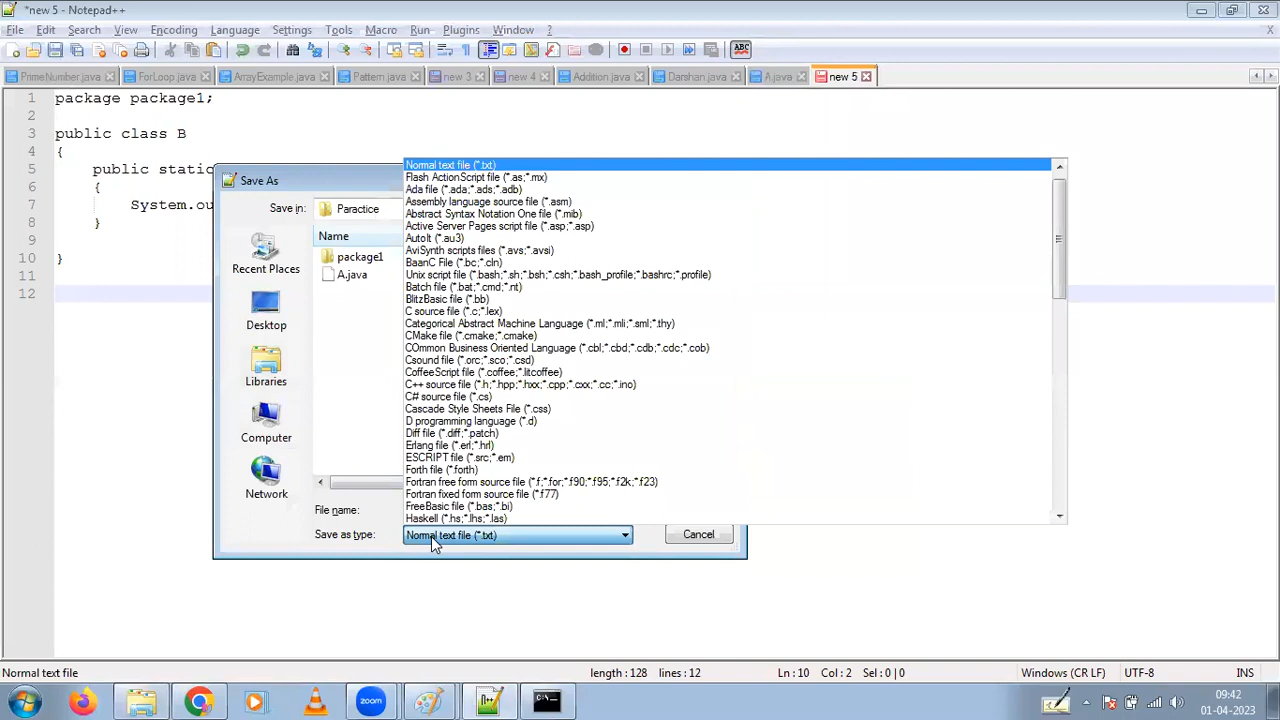 *new 5 - Notepad++
File Edit Search View Encoding Language Settings Tools Macro Run Plugins Window ?
X
PrimeNumber.java ForLoop.java ArrayExample.java Pattern.java new 3 new 4 Addition.java Darshan.java A.java new 5
ABC
1 package package1;
2
3 public class B
4 {
5 public static
6 {
7 System.ou
8 }
9
10 }
11
12
Save As
Save in: Paractice
Name
package1
A.java
Recent Places
Desktop
Libraries
Computer
Network
Normal text file (*.txt)
Flash ActionScript file (*.as;*.mx)
Ada file (*.ada;*.ads;*.adb)
Assembly language source file (*.asm)
Abstract Syntax Notation One file (*.mib)
Active Server Pages script file (*.asp;*.asp)
AutoIt (*.au3)
AviSynth scripts files (*.avs;*.avsi)
BaanC File (*.bc;*.cln)
Unix script file (*.bash;*.sh;*.bsh;*.csh;*.bash_profile;*.bashrc;*.profile)
Batch file (*.bat;*.cmd;*.nt)
BlitzBasic file (*.bb)
C source file (*.c;*.lex)
Categorical Abstract Machine Language (*.ml;*.mli;*.sml;*.thy)
CMake file (*.cmake;*.cmake)
COmmon Business Oriented Language (*.cbl;*.cbd;*.cdb;*.cdc;*.cob)
Csound file (*.orc;*.sco;*.csd)
CoffeeScript file (*.coffee;*.litcoffee)
C++ source file (*.h;*.hpp;*.hxx;*.cpp;*.cxx;*.cc;*.ino)
C# source file (*.cs)
Cascade Style Sheets File (*.css)
D programming language (*.d)
Diff file (*.diff;*.patch)
Erlang file (*.erl;*.hrl)
ESCRIPT file (*.src;*.em)
Forth file (*.forth)
Fortran free form source file (*.f;*.for;*.f90;*.f95;*.f2k;*.f23)
Fortran fixed form source file (*.f77)
FreeBasic file (*.bas;*.bi)
Haskell (*.hs;*.lhs;*.las)
File name:
Save as type: Normal text file (*.txt) Cancel
Normal text file length : 128 lines : 12 Ln : 10 Col : 2 Sel : 0 | 0 Windows (CR LF) UTF-8 INS
zoom
N++
C:\_
09:42
01-04-2023